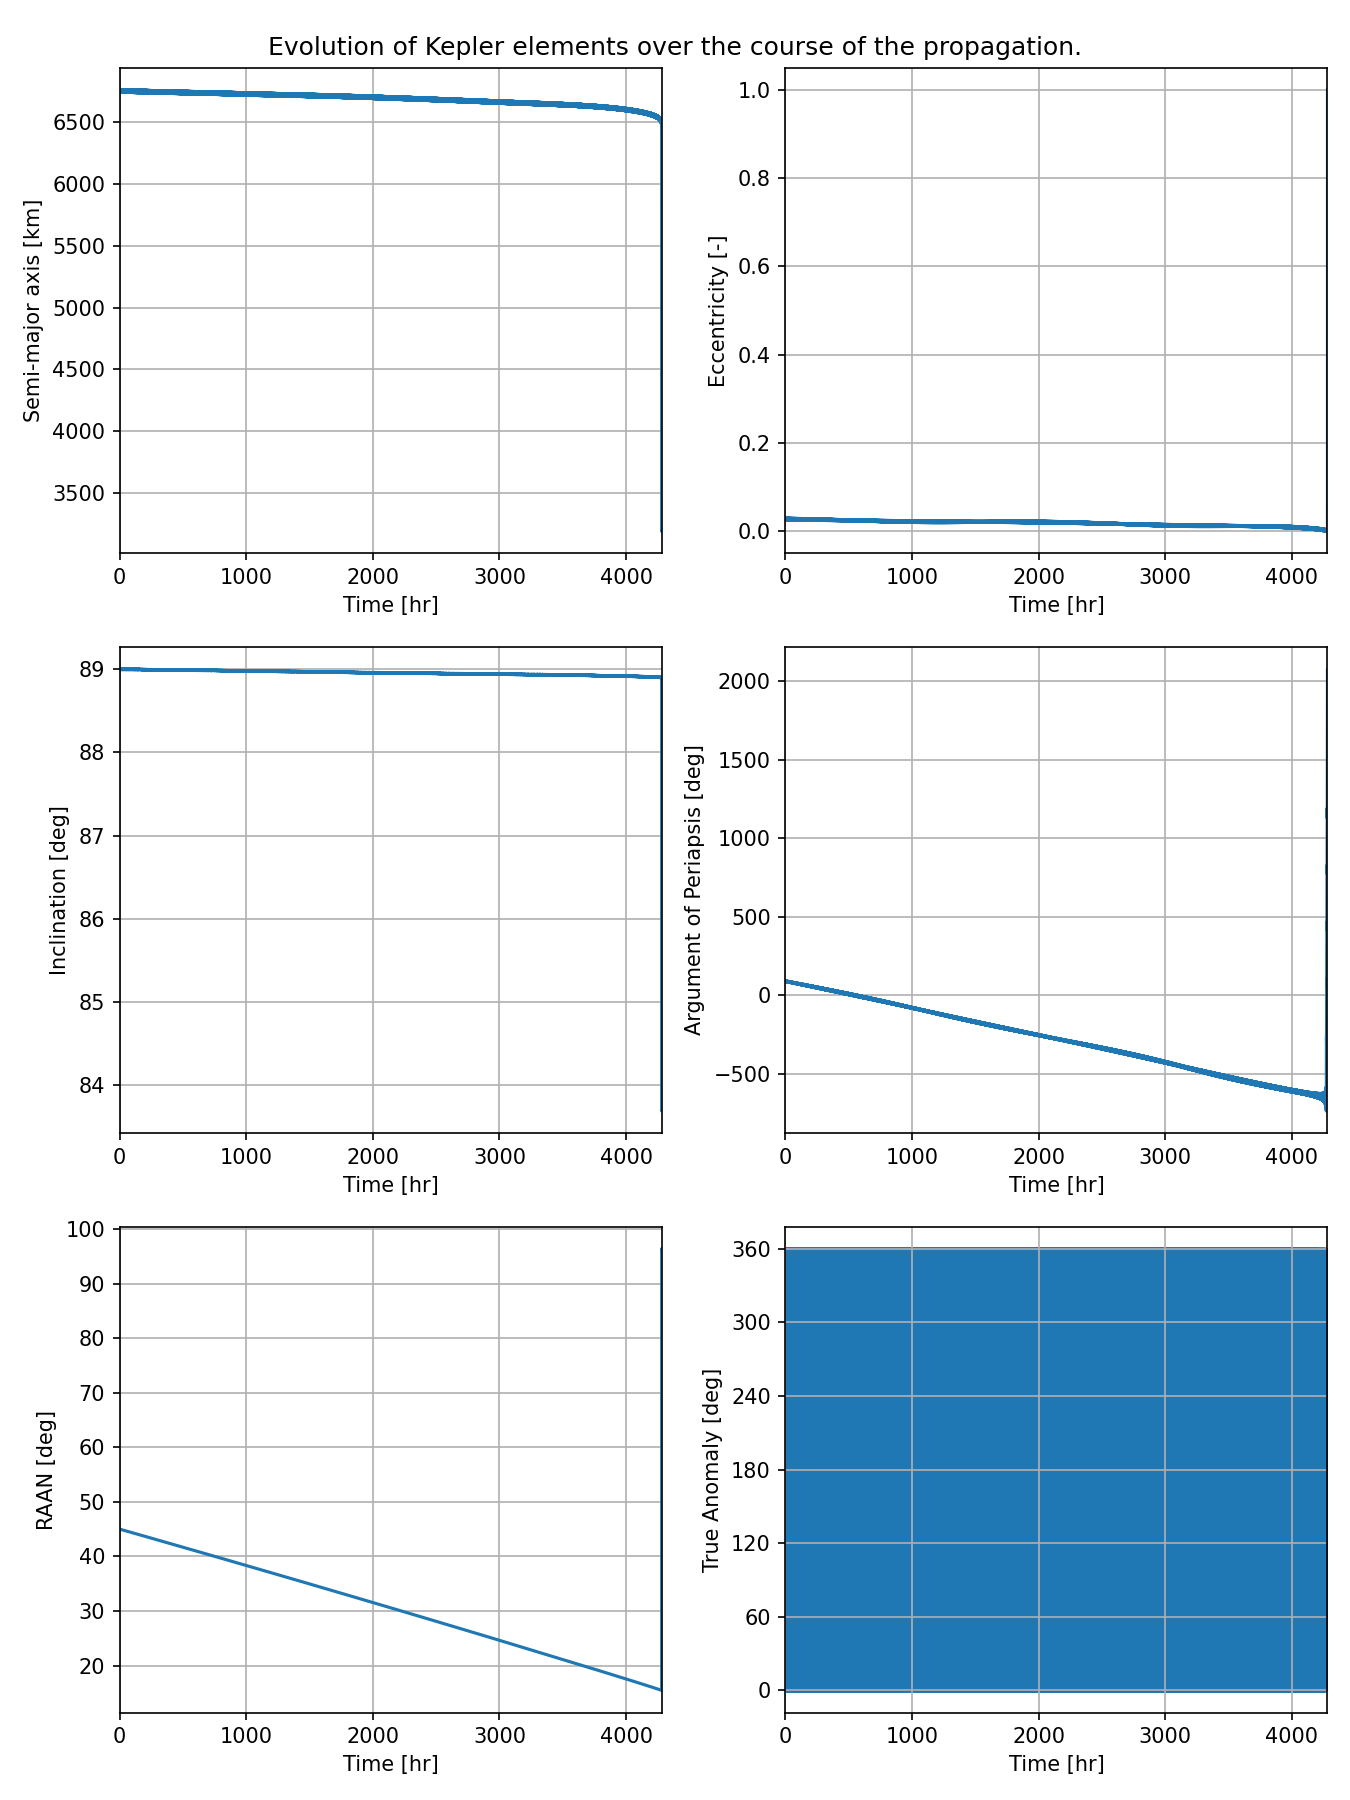 Evolution of Kepler elements over the course of the propagation.
Semi-major axis [km]
6500
6000
5500
5000
4500
4000
3500
0 1000 2000 3000 4000
Time [hr]
Eccentricity [-]
1.0
0.8
0.6
0.4
0.2
0.0
0 1000 2000 3000 4000
Time [hr]
Inclination [deg]
89
88
87
86
85
84
0 1000 2000 3000 4000
Time [hr]
Argument of Periapsis [deg]
2000
1500
1000
500
0
−500
0 1000 2000 3000 4000
Time [hr]
RAAN [deg]
100
90
80
70
60
50
40
30
20
0 1000 2000 3000 4000
Time [hr]
True Anomaly [deg]
360
300
240
180
120
60
0
0 1000 2000 3000 4000
Time [hr]